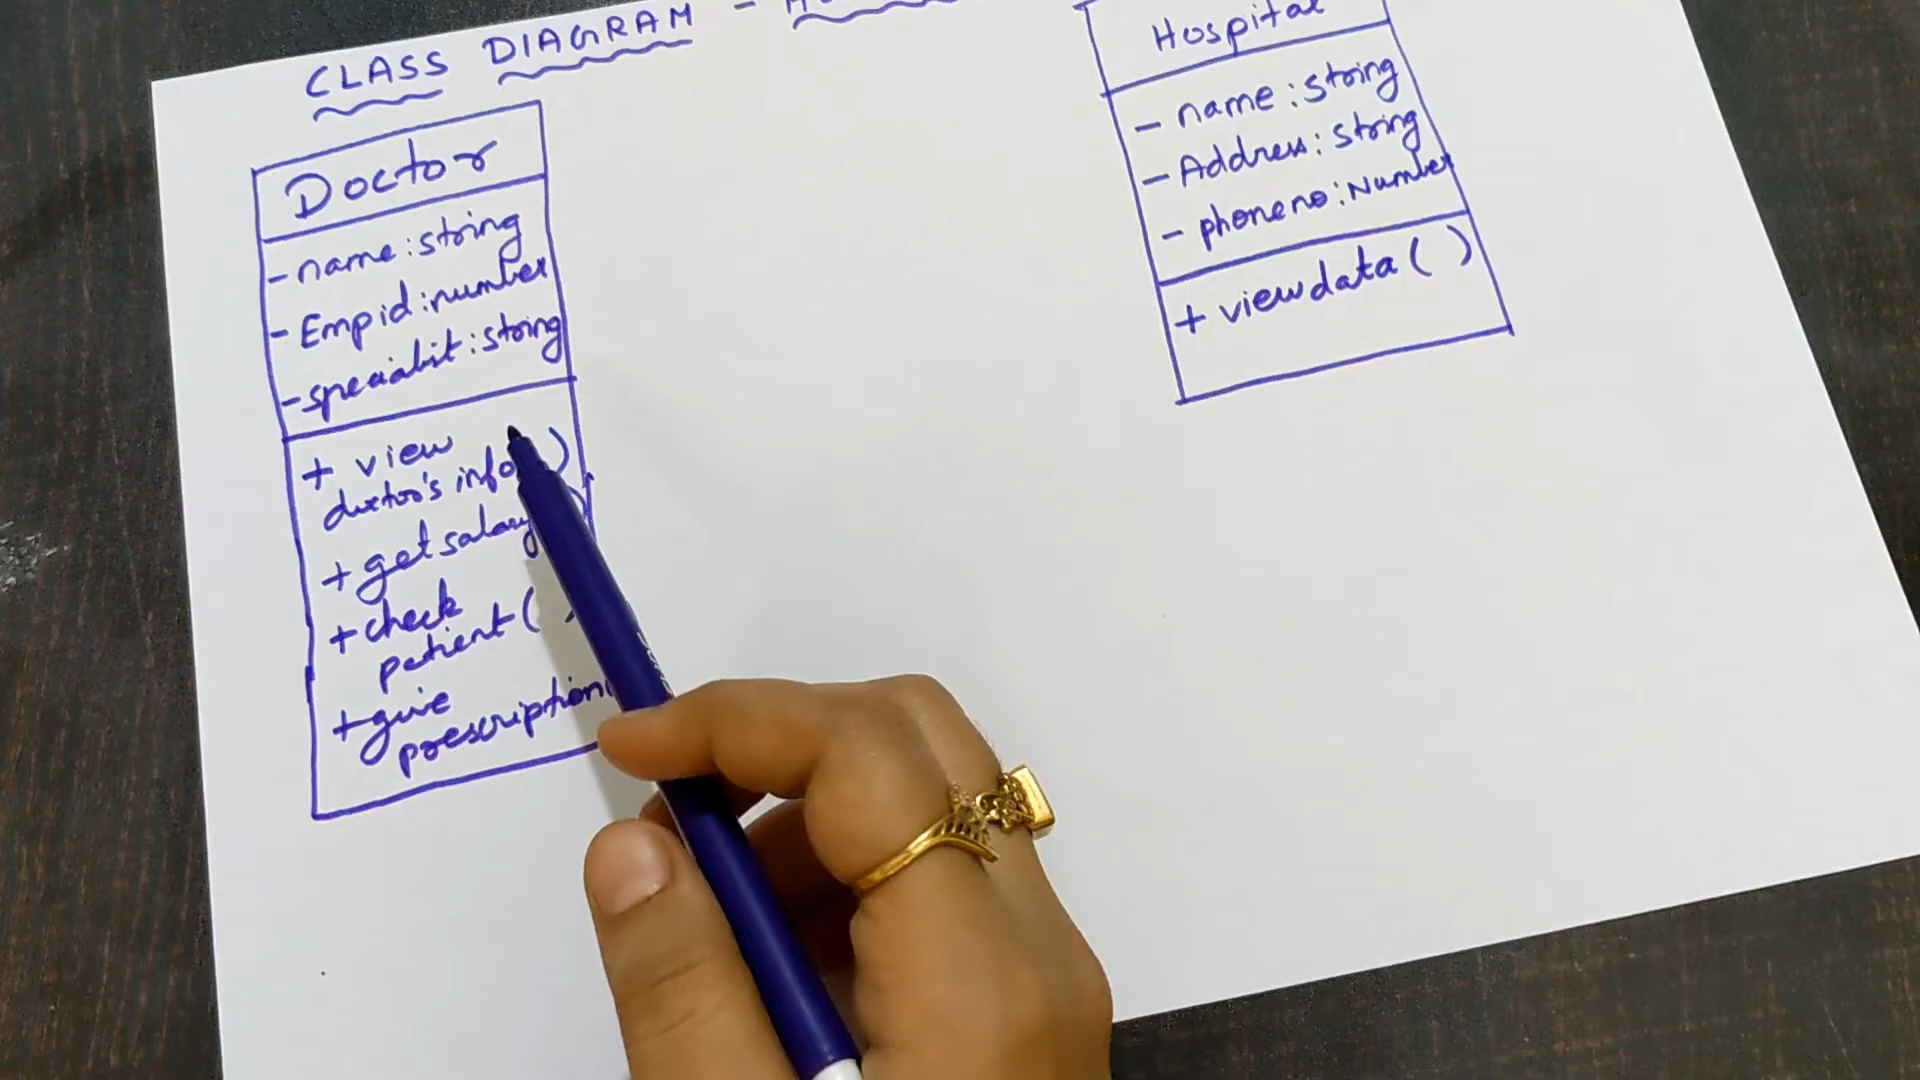 CLASS DIAGRAM -
Doctor
- name : string
- Empid : number
- specialist : string
+ view
doctor's info )
+ get salary )
+ check
patient (
+ give
prescription
Hospital
- name : String
- Address : String
- phoneno : Number
+ viewdata ( )